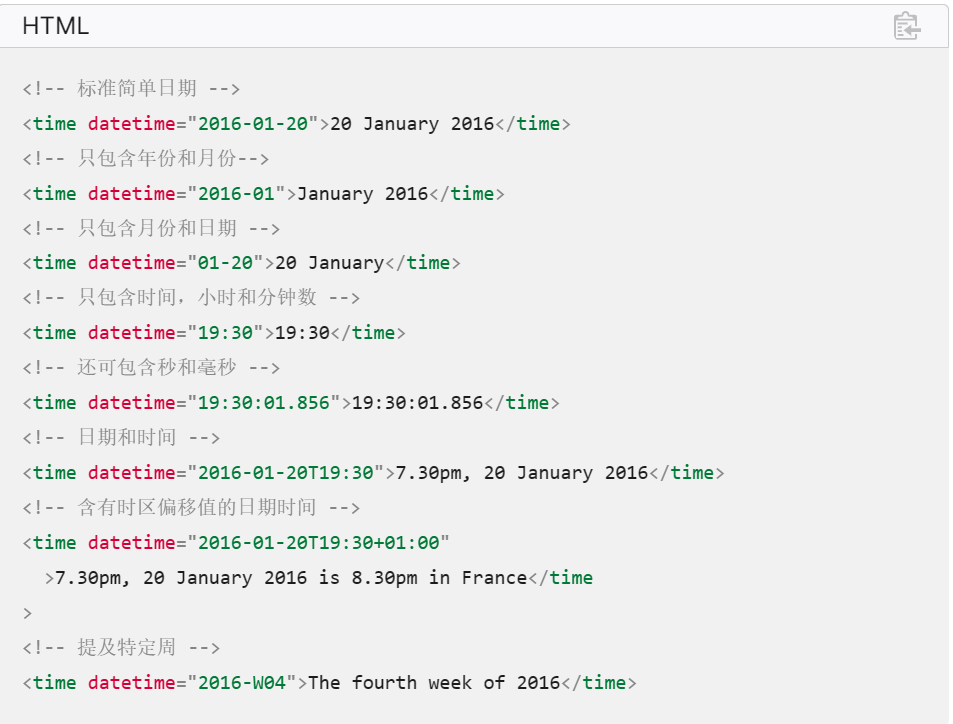 HTML
<!-- 标准简单日期 -->
<time datetime="2016-01-20">20 January 2016</time>
<!-- 只包含年份和月份-->
<time datetime="2016-01">January 2016</time>
<!-- 只包含月份和日期 -->
<time datetime="01-20">20 January</time>
<!-- 只包含时间，小时和分钟数 -->
<time datetime="19:30">19:30</time>
<!-- 还可包含秒和毫秒 -->
<time datetime="19:30:01.856">19:30:01.856</time>
<!-- 日期和时间 -->
<time datetime="2016-01-20T19:30">7.30pm, 20 January 2016</time>
<!-- 含有时区偏移值的日期时间 -->
<time datetime="2016-01-20T19:30+01:00"
  >7.30pm, 20 January 2016 is 8.30pm in France</time
>
<!-- 提及特定周 -->
<time datetime="2016-W04">The fourth week of 2016</time>